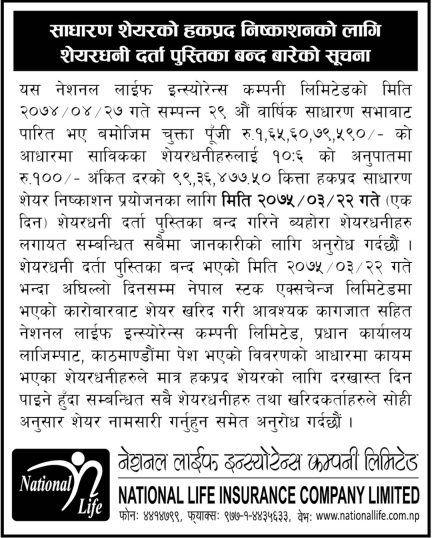 साधारण शेयरको हकप्रद निष्काशनको लागि
शेयरधनी दर्ता पुस्तिका बन्द बारेको सूचना
यस नेशनल लाईफ इन्स्योरेन्स कम्पनी लिमिटेडको मिति
२०७४/०४/२७ गते सम्पन्न २९ औं वार्षिक साधारण सभावाट
पारित भए बमोजिम चुक्ता पूँजी रु.१,६५,६०,७९,५९०/- को
आधारमा साविकका शेयरधनीहरुलाई १०:६ को अनुपातमा
रु.१००/- अंकित दरको ९९,३६,४७७.५० कित्ता हकप्रद साधारण
शेयर निष्काशन प्रयोजनका लागि मिति २०७५/०३/२२ गते (एक
दिन) शेयरधनी दर्ता पुस्तिका बन्द गरिने ब्यहोरा शेयरधनीहरु
लगायत सम्बन्धित सबैमा जानकारीको लागि अनुरोध गर्दछौं ।
शेयरधनी दर्ता पुस्तिका बन्द भएको मिति २०७५/०३/२२ गते
भन्दा अघिल्लो दिनसम्म नेपाल स्टक एक्सचेन्ज लिमिटेडमा
भएको कारोबारवाट शेयर खरिद गरी आवश्यक कागजात सहित
नेशनल लाईफ इन्स्योरेन्स कम्पनी लिमिटेड, प्रधान कार्यालय
लाजिम्पाट, काठमाण्डौंमा पेश भएको विवरणको आधारमा कायम
भएका शेयरधनीहरुले मात्र हकप्रद शेयरको लागि दरखास्त दिन
पाइने हुँदा सम्बन्धित सबै शेयरधनीहरु तथा खरिदकर्ताहरुले सोही
अनुसार शेयर नामसारी गर्नुहुन समेत अनुरोध गर्दछौं ।
National
Life
नेशनल लाईफ इन्स्योरेन्स कम्पनी लिमिटेड
NATIONAL LIFE INSURANCE COMPANY LIMITED
फोनः ४४१४७९९, फ्याक्सः ९७७-१-४४३५६३३, वेभः www.nationallife.com.np